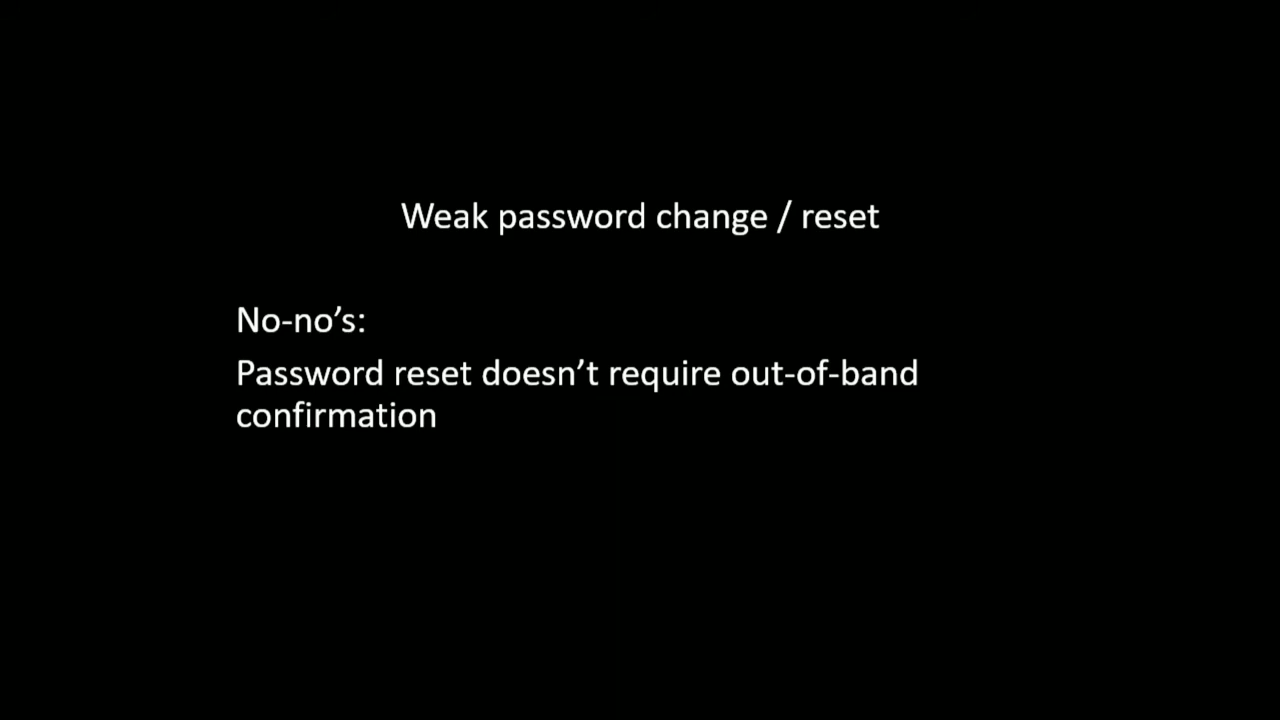 Weak password change / reset
No-no’s:
Password reset doesn’t require out-of-band
confirmation